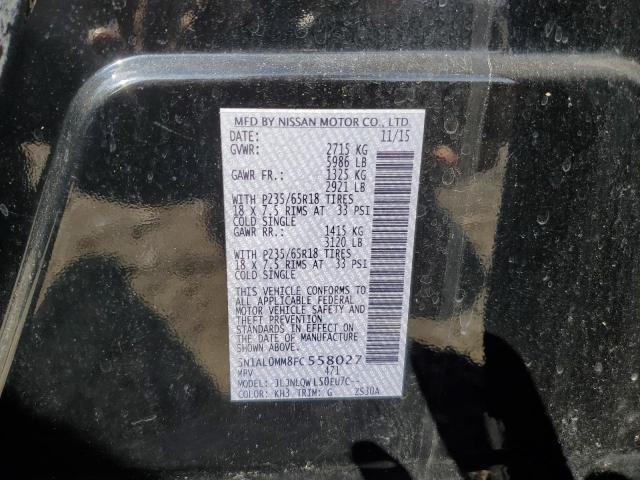 MFD BY NISSAN MOTOR CO., LTD.
DATE: 11/15
GVWR: 2715 KG
5986 LB
GAWR FR.: 1325 KG
2921 LB
WITH P235/65R18 TIRES
18 X 7.5 RIMS AT 33 PSI
COLD SINGLE
GAWR RR.: 1415 KG
3120 LB
WITH P235/65R18 TIRES
18 X 7.5 RIMS AT 33 PSI
COLD SINGLE
THIS VEHICLE CONFORMS TO
ALL APPLICABLE FEDERAL
MOTOR VEHICLE SAFETY AND
THEFT PREVENTION
STANDARDS IN EFFECT ON
THE DATE OF MANUFACTURE
SHOWN ABOVE.
5N1AL0MM8FC558027
MPV 471
MODEL: JLJNLQWL50EU7C--
COLOR: KH3 TRIM: G ZS30A